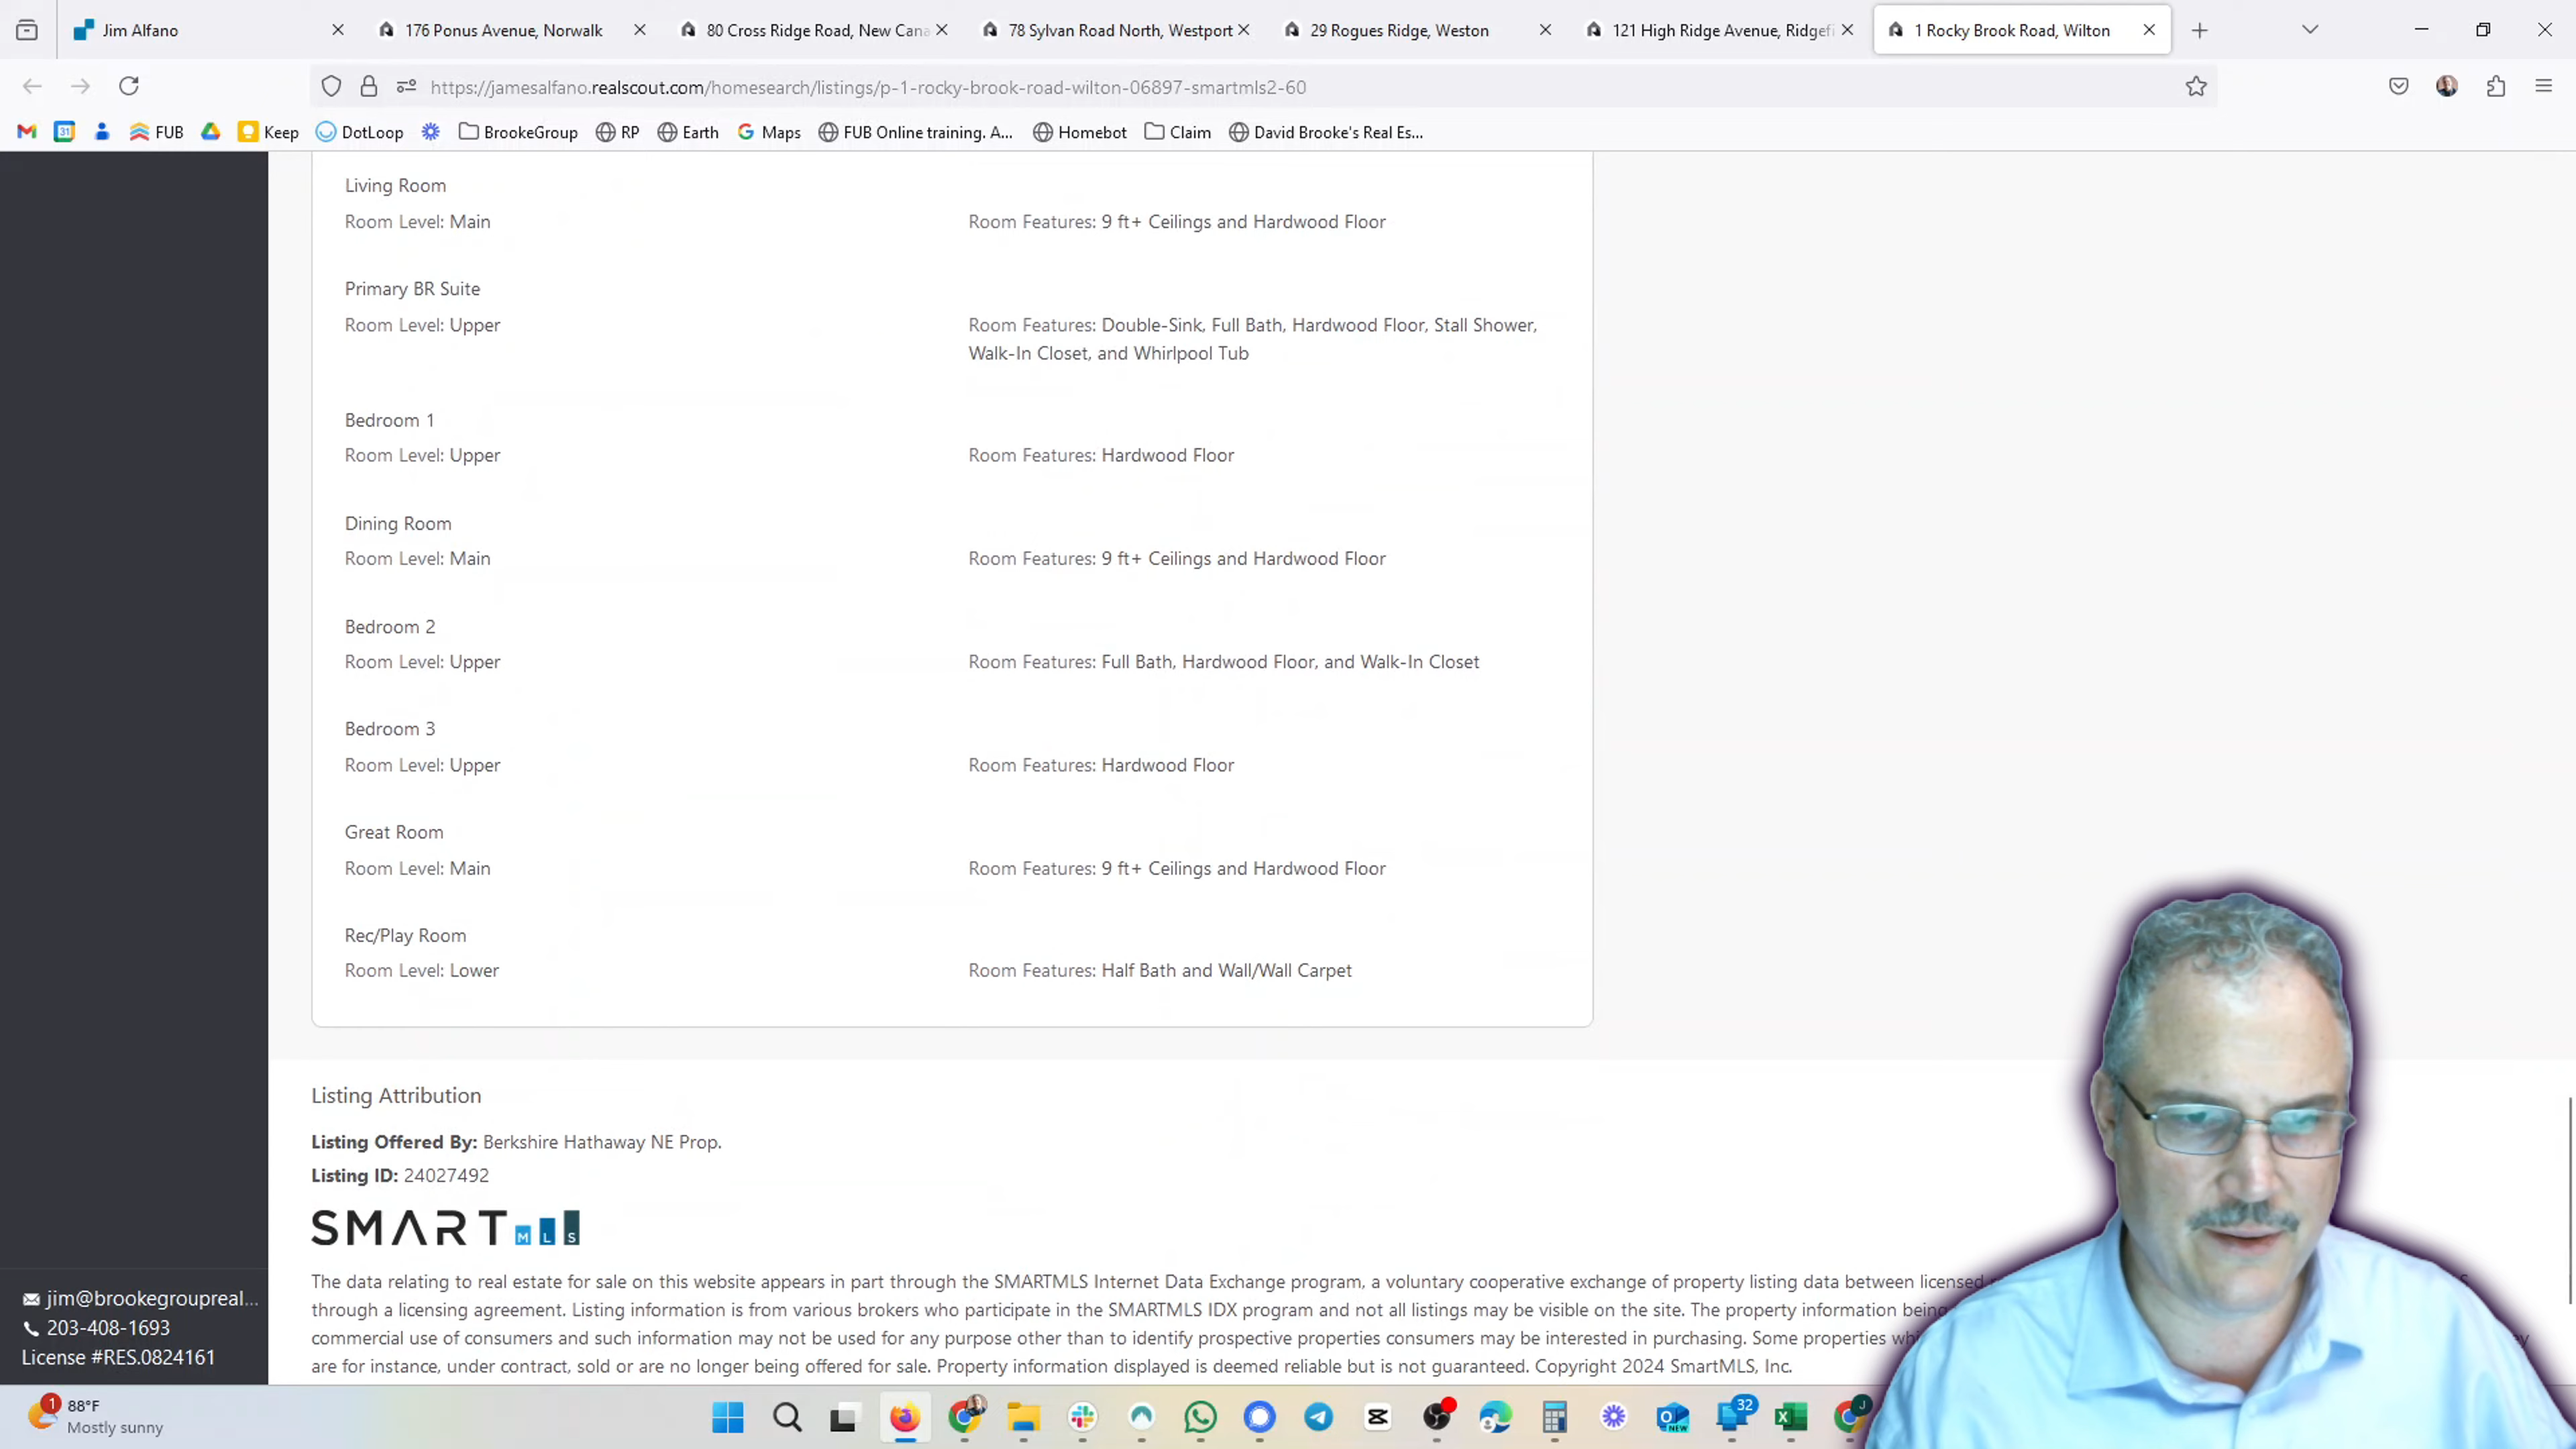 Jim Alfano
176 Ponus Avenue, Norwalk
80 Cross Ridge Road, New Cana
78 Sylvan Road North, Westport
29 Rogues Ridge, Weston
121 High Ridge Avenue, Ridgefi
1 Rocky Brook Road, Wilton
https://jamesalfano.realscout.com/homesearch/listings/p-1-rocky-brook-road-wilton-06897-smartmls2-60
31 FUB Keep DotLoop BrookeGroup RP Earth Maps FUB Online training. A... Homebot Claim David Brooke's Real Es...
Living Room
Room Level: Main
Room Features: 9 ft+ Ceilings and Hardwood Floor
Primary BR Suite
Room Level: Upper
Room Features: Double-Sink, Full Bath, Hardwood Floor, Stall Shower,
Walk-In Closet, and Whirlpool Tub
Bedroom 1
Room Level: Upper
Room Features: Hardwood Floor
Dining Room
Room Level: Main
Room Features: 9 ft+ Ceilings and Hardwood Floor
Bedroom 2
Room Level: Upper
Room Features: Full Bath, Hardwood Floor, and Walk-In Closet
Bedroom 3
Room Level: Upper
Room Features: Hardwood Floor
Great Room
Room Level: Main
Room Features: 9 ft+ Ceilings and Hardwood Floor
Rec/Play Room
Room Level: Lower
Room Features: Half Bath and Wall/Wall Carpet
Listing Attribution
Listing Offered By: Berkshire Hathaway NE Prop.
Listing ID: 24027492
SMART MLS
The data relating to real estate for sale on this website appears in part through the SMARTMLS Internet Data Exchange program, a voluntary cooperative exchange of property listing data between licensed
through a licensing agreement. Listing information is from various brokers who participate in the SMARTMLS IDX program and not all listings may be visible on the site. The property information being
commercial use of consumers and such information may not be used for any purpose other than to identify prospective properties consumers may be interested in purchasing. Some properties
are for instance, under contract, sold or are no longer being offered for sale. Property information displayed is deemed reliable but is not guaranteed. Copyright 2024 SmartMLS, Inc.
jim@brookegroupreal...
203-408-1693
License #RES.0824161
1
88°F
Mostly sunny
NEW
32
J